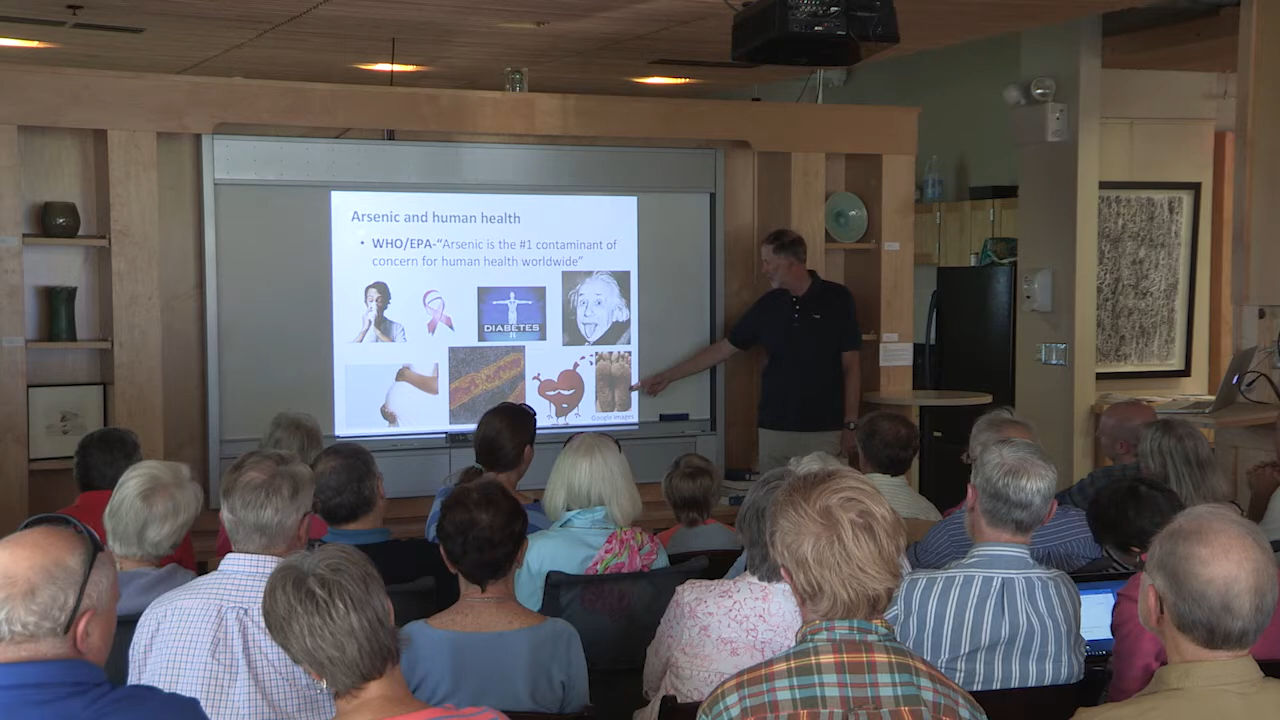 Arsenic and human health
• WHO/EPA-“Arsenic is the #1 contaminant of
concern for human health worldwide”
DIABETES
Google images